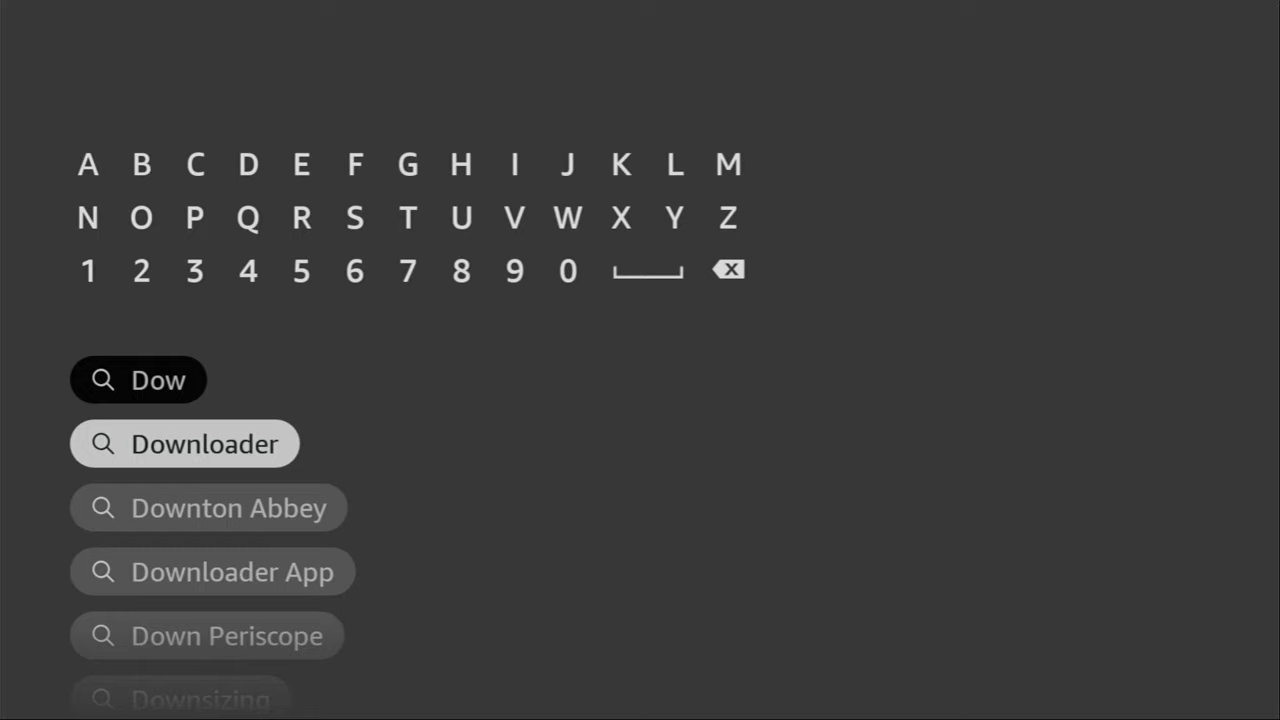 A B C D E F G H I J K L M
N O P Q R S T U V W X Y Z
1 2 3 4 5 6 7 8 9 0
Dow
Downloader
Downton Abbey
Downloader App
Down Periscope
Downsizing